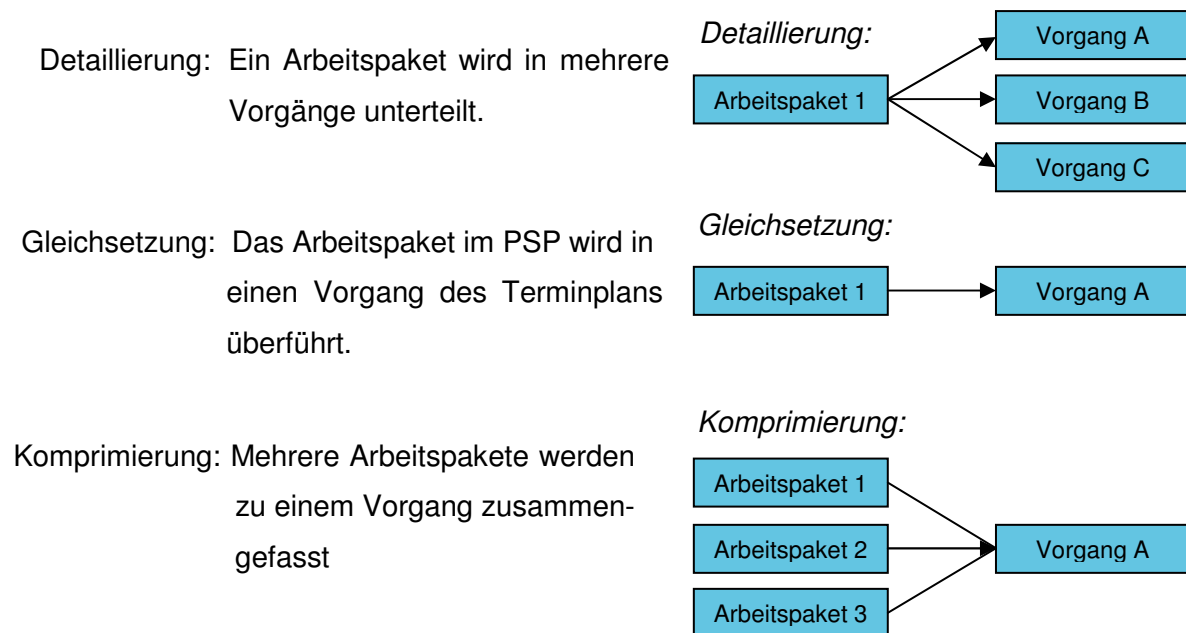 Detaillierung: Ein Arbeitspaket wird in mehrere
Vorgänge unterteilt.
Detaillierung:
Arbeitspaket 1
Vorgang A
Vorgang B
Vorgang C
Gleichsetzung: Das Arbeitspaket im PSP wird in
einen Vorgang des Terminplans
überführt.
Gleichsetzung:
Arbeitspaket 1
Vorgang A
Komprimierung: Mehrere Arbeitspakete werden
zu einem Vorgang zusammen-
gefasst
Komprimierung:
Arbeitspaket 1
Arbeitspaket 2
Arbeitspaket 3
Vorgang A